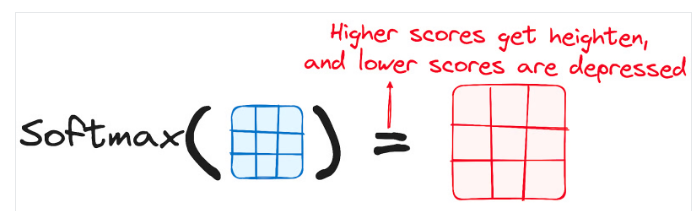 Higher scores get heighten,
and lower scores are depressed
Softmax( ) =